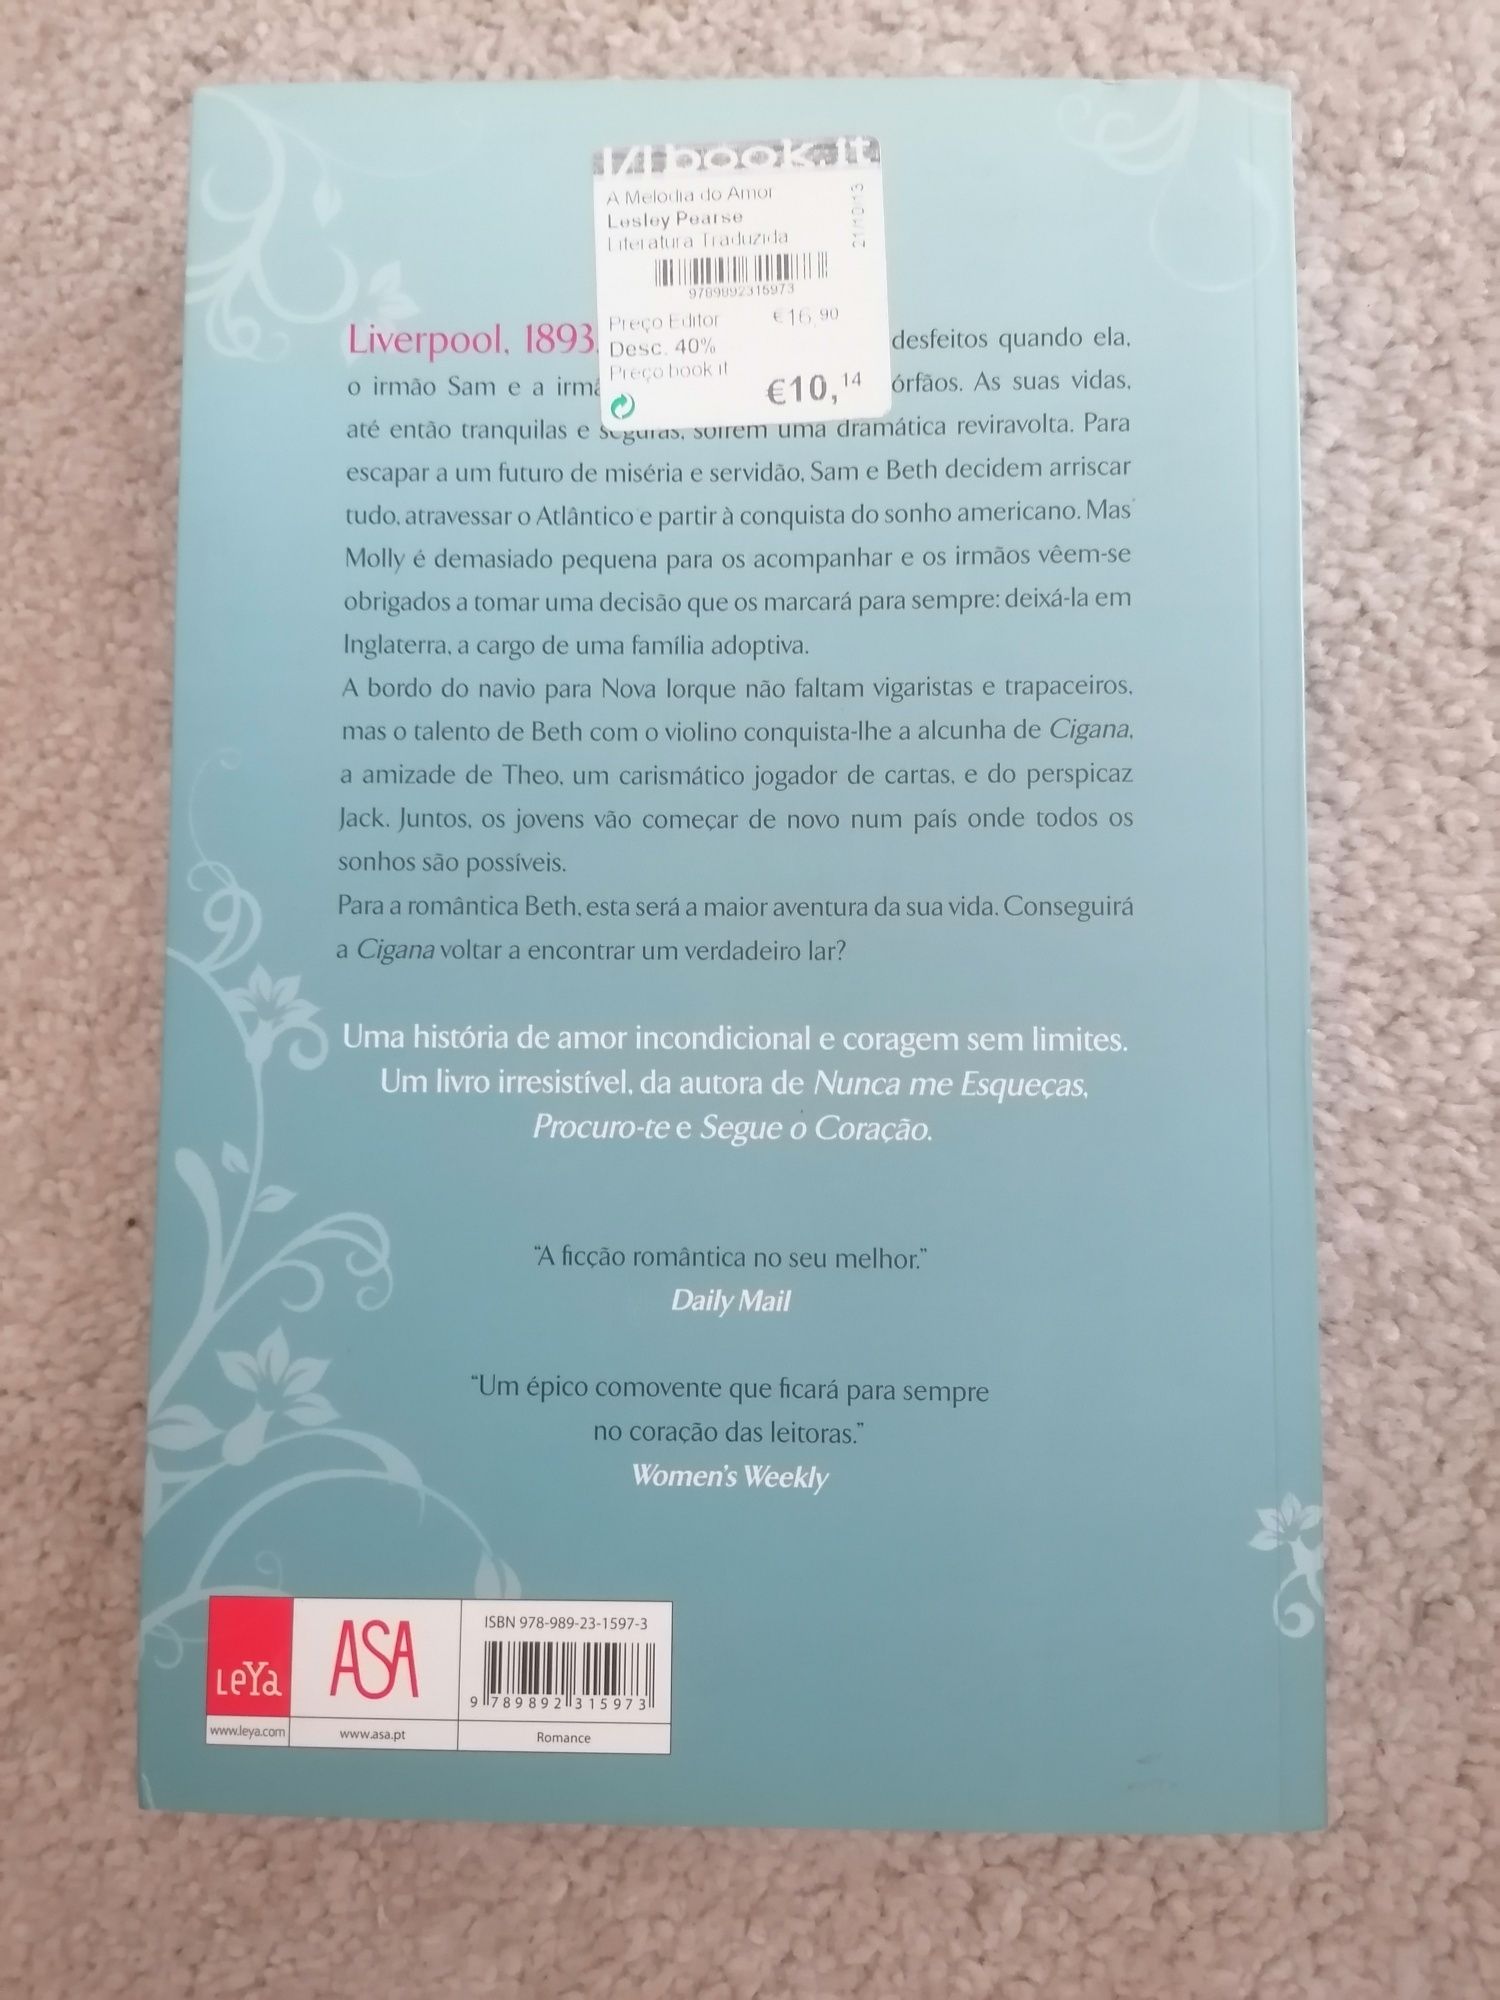 book.it
A Melodia do Amor
Lesley Pearse
Literatura Traduzida
21/10/13
9789892315973
Preço Editor €16,90
Desc. 40%
Preço book it €10,14
Liverpool, 1893. desfeitos quando ela,
o irmão Sam e a órfãos. As suas vidas,
até então tranquilas e seguras, sofrem uma dramática reviravolta. Para
escapar a um futuro de miséria e servidão, Sam e Beth decidem arriscar
tudo, atravessar o Atlântico e partir à conquista do sonho americano. Mas
Molly é demasiado pequena para os acompanhar e os irmãos vêem-se
obrigados a tomar uma decisão que os marcará para sempre: deixá-la em
Inglaterra, a cargo de uma família adoptiva.
A bordo do navio para Nova Iorque não faltam vigaristas e trapaceiros,
mas o talento de Beth com o violino conquista-lhe a alcunha de Cigana,
a amizade de Theo, um carismático jogador de cartas, e do perspicaz
Jack. Juntos, os jovens vão começar de novo num país onde todos os
sonhos são possíveis.
Para a romântica Beth, esta será a maior aventura da sua vida. Conseguirá
a Cigana voltar a encontrar um verdadeiro lar?
Uma história de amor incondicional e coragem sem limites.
Um livro irresistível, da autora de Nunca me Esqueças,
Procuro-te e Segue o Coração.
“A ficção romântica no seu melhor.”
Daily Mail
“Um épico comovente que ficará para sempre
no coração das leitoras.”
Women's Weekly
LeYa
www.leya.com
ASA
www.asa.pt
ISBN 978-989-23-1597-3
9 789892 315973
Romance